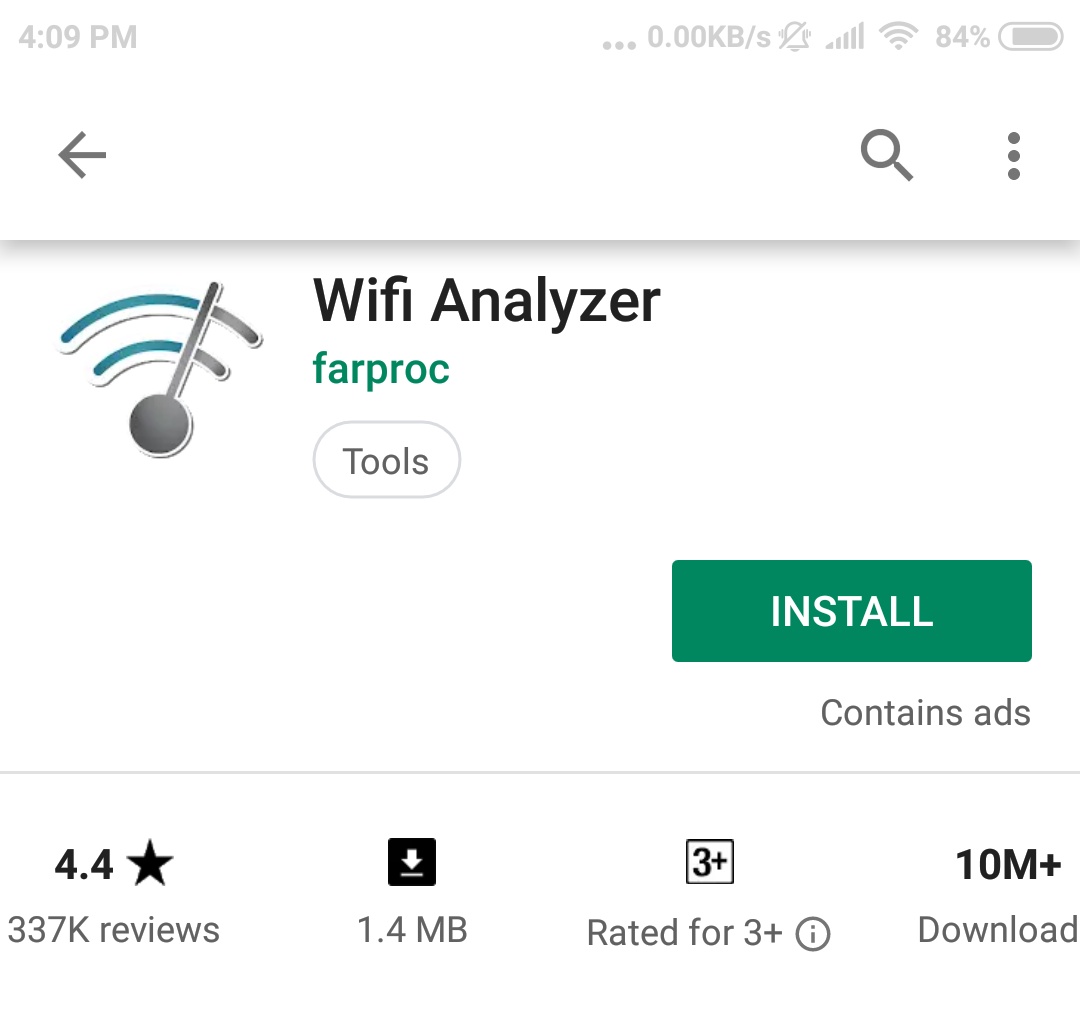 4:09 PM ... 0.00KB/s 84%
Wifi Analyzer
farproc
Tools
INSTALL
Contains ads
4.4 ★ 3+ 10M+
337K reviews 1.4 MB Rated for 3+ Download